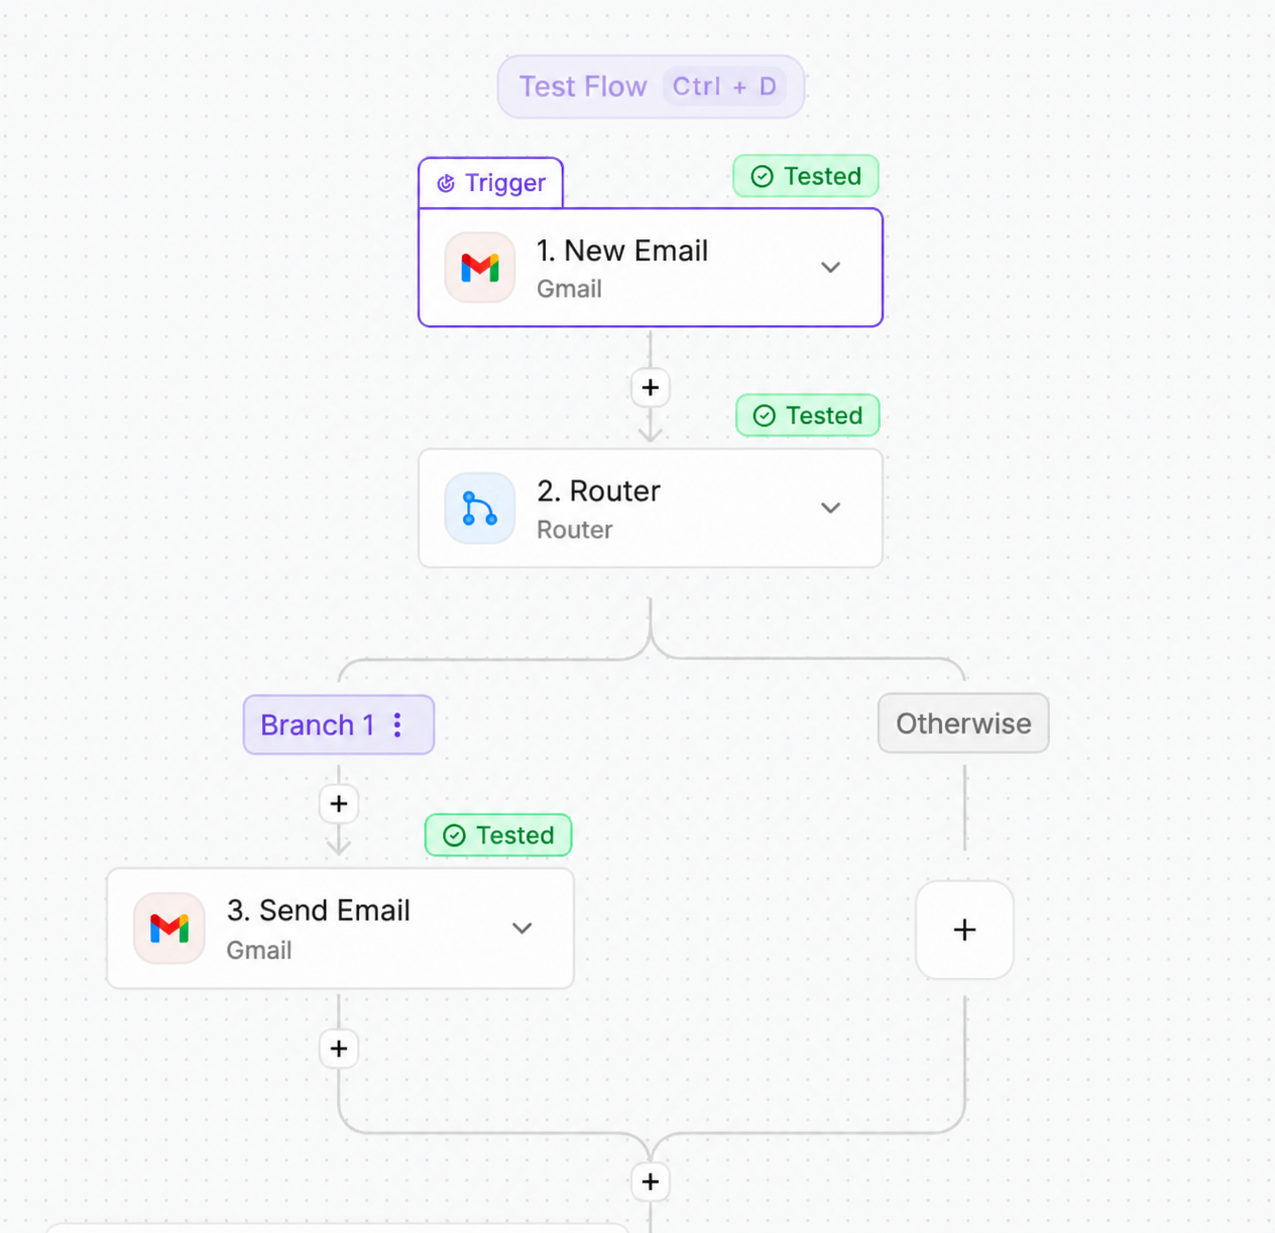 Test Flow Ctrl + D
Trigger
Tested
1. New Email
Gmail
Tested
2. Router
Router
Branch 1
Otherwise
Tested
3. Send Email
Gmail